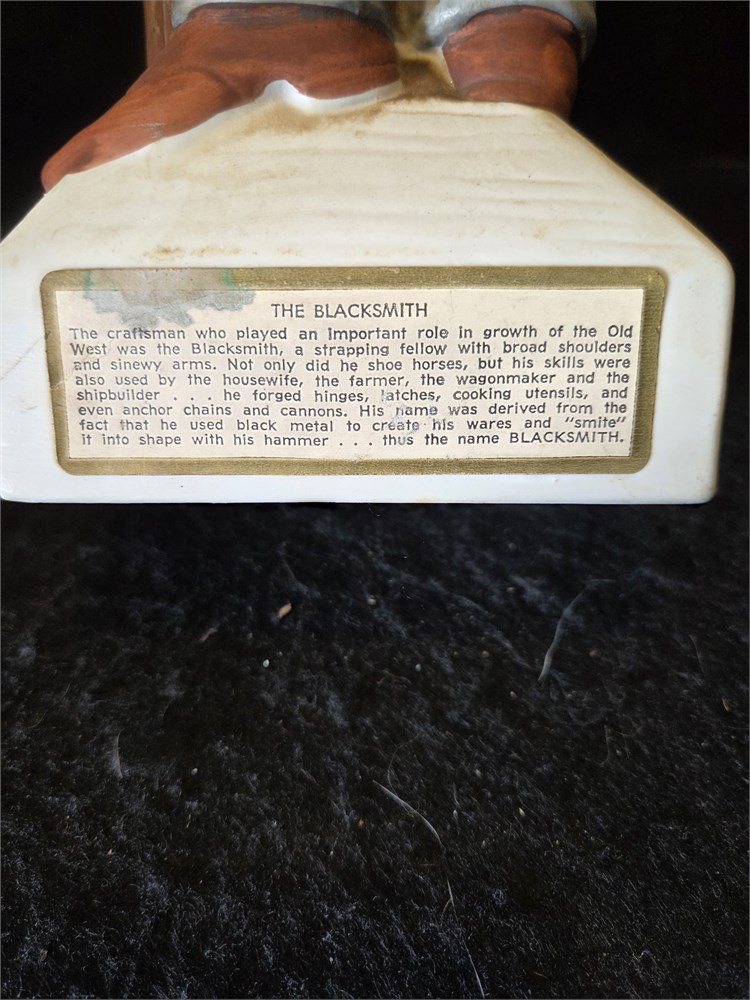 THE BLACKSMITH
The craftsman who played an important role in growth of the Old
West was the Blacksmith, a strapping fellow with broad shoulders
and sinewy arms. Not only did he shoe horses, but his skills were
also used by the housewife, the farmer, the wagonmaker and the
shipbuilder . . . he forged hinges, latches, cooking utensils, and
even anchor chains and cannons. His name was derived from the
fact that he used black metal to create his wares and "smite"
it into shape with his hammer . . . thus the name BLACKSMITH.